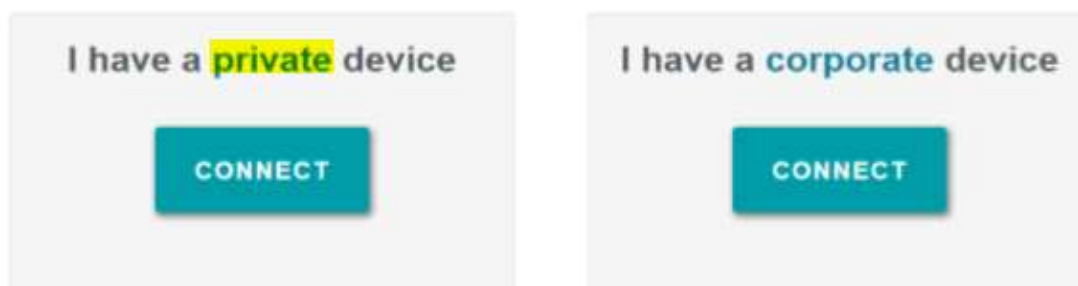 I have a private device
CONNECT
I have a corporate device
CONNECT